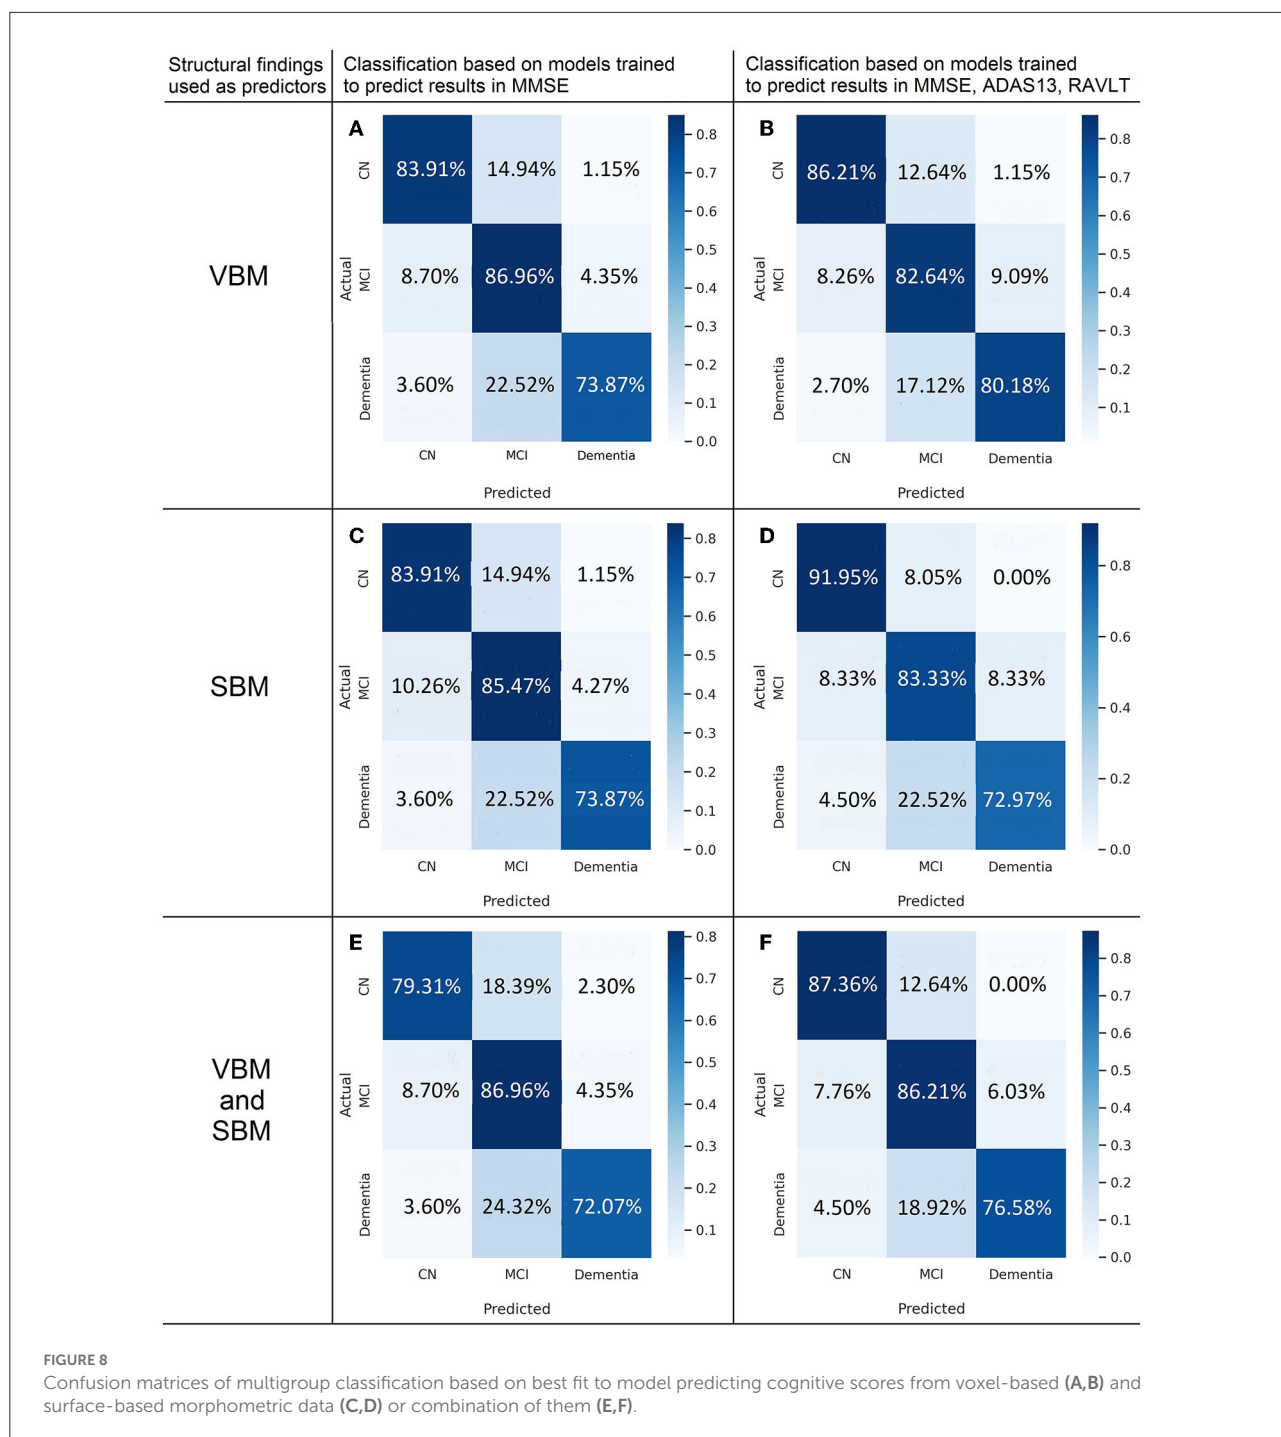 Structural findings
used as predictors
Classification based on models trained
to predict results in MMSE
Classification based on models trained
to predict results in MMSE, ADAS13, RAVLT
VBM
A
CN
83.91% 14.94% 1.15%
Actual
MCI
8.70% 86.96% 4.35%
Dementia
3.60% 22.52% 73.87%
CN MCI Dementia
Predicted
0.8
0.7
0.6
0.5
0.4
0.3
0.2
0.1
0.0
B
CN
86.21% 12.64% 1.15%
Actual
MCI
8.26% 82.64% 9.09%
Dementia
2.70% 17.12% 80.18%
CN MCI Dementia
Predicted
0.8
0.7
0.6
0.5
0.4
0.3
0.2
0.1
SBM
C
CN
83.91% 14.94% 1.15%
Actual
MCI
10.26% 85.47% 4.27%
Dementia
3.60% 22.52% 73.87%
CN MCI Dementia
Predicted
0.8
0.7
0.6
0.5
0.4
0.3
0.2
0.1
0.0
D
CN
91.95% 8.05% 0.00%
Actual
MCI
8.33% 83.33% 8.33%
Dementia
4.50% 22.52% 72.97%
CN MCI Dementia
Predicted
0.8
0.6
0.4
0.2
0.0
VBM
and
SBM
E
CN
79.31% 18.39% 2.30%
Actual
MCI
8.70% 86.96% 4.35%
Dementia
3.60% 24.32% 72.07%
CN MCI Dementia
Predicted
0.8
0.7
0.6
0.5
0.4
0.3
0.2
0.1
F
CN
87.36% 12.64% 0.00%
Actual
MCI
7.76% 86.21% 6.03%
Dementia
4.50% 18.92% 76.58%
CN MCI Dementia
Predicted
0.8
0.7
0.6
0.5
0.4
0.3
0.2
0.1
0.0
FIGURE 8
Confusion matrices of multigroup classification based on best fit to model predicting cognitive scores from voxel-based (A,B) and
surface-based morphometric data (C,D) or combination of them (E,F).